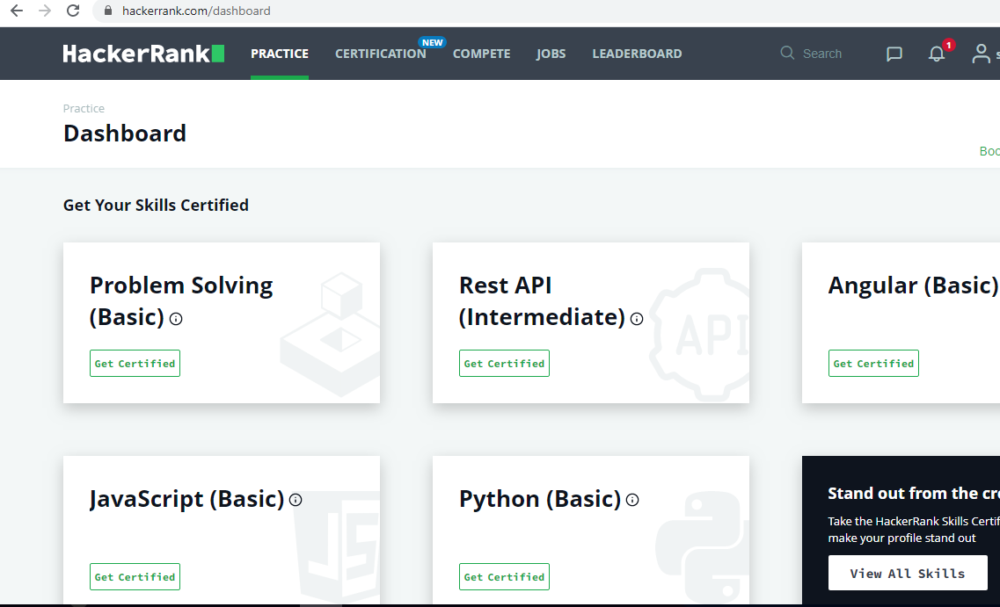 hackerrank.com/dashboard
HackerRank
PRACTICE
CERTIFICATION
NEW
COMPETE
JOBS
LEADERBOARD
Search
1
Practice
Dashboard
Get Your Skills Certified
Problem Solving
(Basic)
Get Certified
Rest API
(Intermediate)
API
Get Certified
Angular (Basic)
Get Certified
JavaScript (Basic)
JS
Get Certified
Python (Basic)
Get Certified
Stand out from the
Take the HackerRank Skills
make your profile stand out
View All Skills